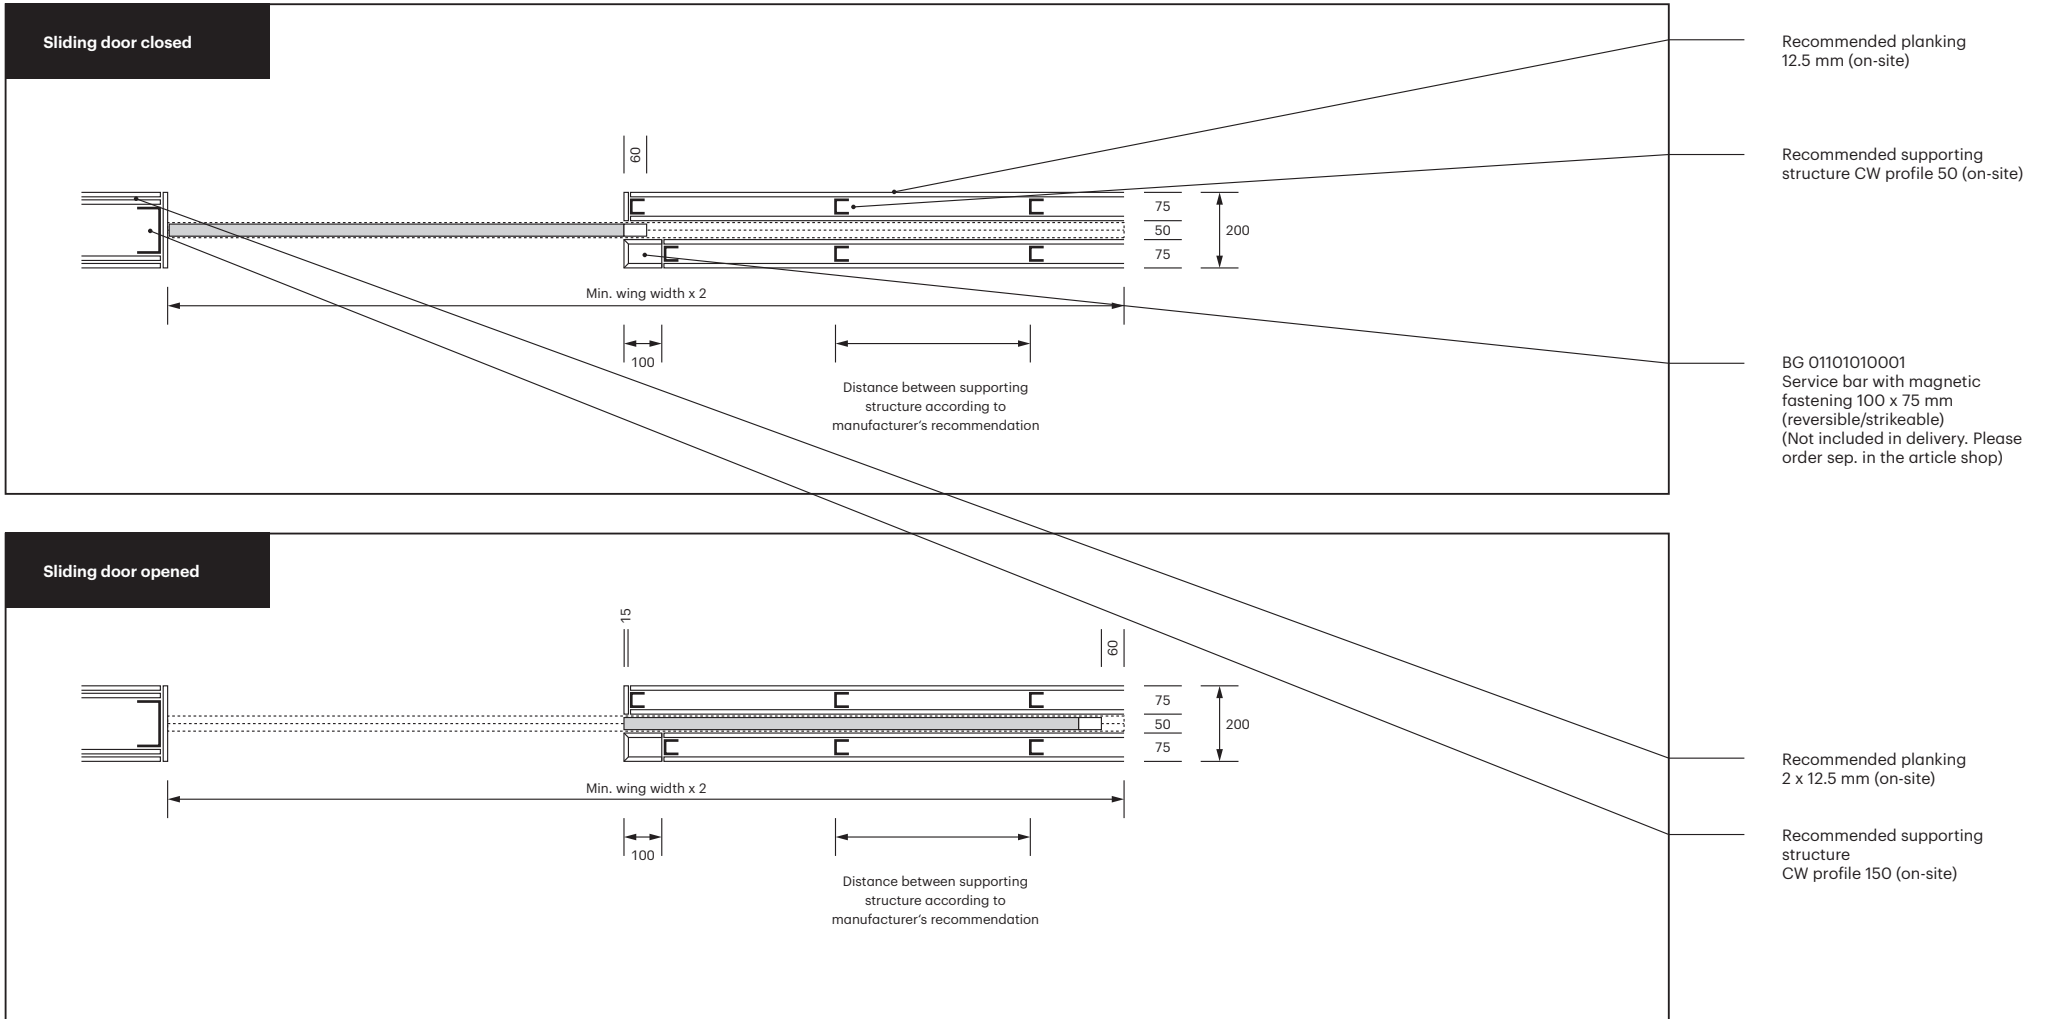 Sliding door closed
Recommended planking
12.5 mm (on-site)
60
Recommended supporting
structure CW profile 50 (on-site)
75
50
75
200
Min. wing width x 2
100
Distance between supporting
structure according to
manufacturer's recommendation
BG 01101010001
Service bar with magnetic
fastening 100 x 75 mm
(reversible/strikeable)
(Not included in delivery. Please
order sep. in the article shop)
Sliding door opened
15
60
75
50
75
200
Min. wing width x 2
100
Distance between supporting
structure according to
manufacturer's recommendation
Recommended planking
2 x 12.5 mm (on-site)
Recommended supporting
structure
CW profile 150 (on-site)